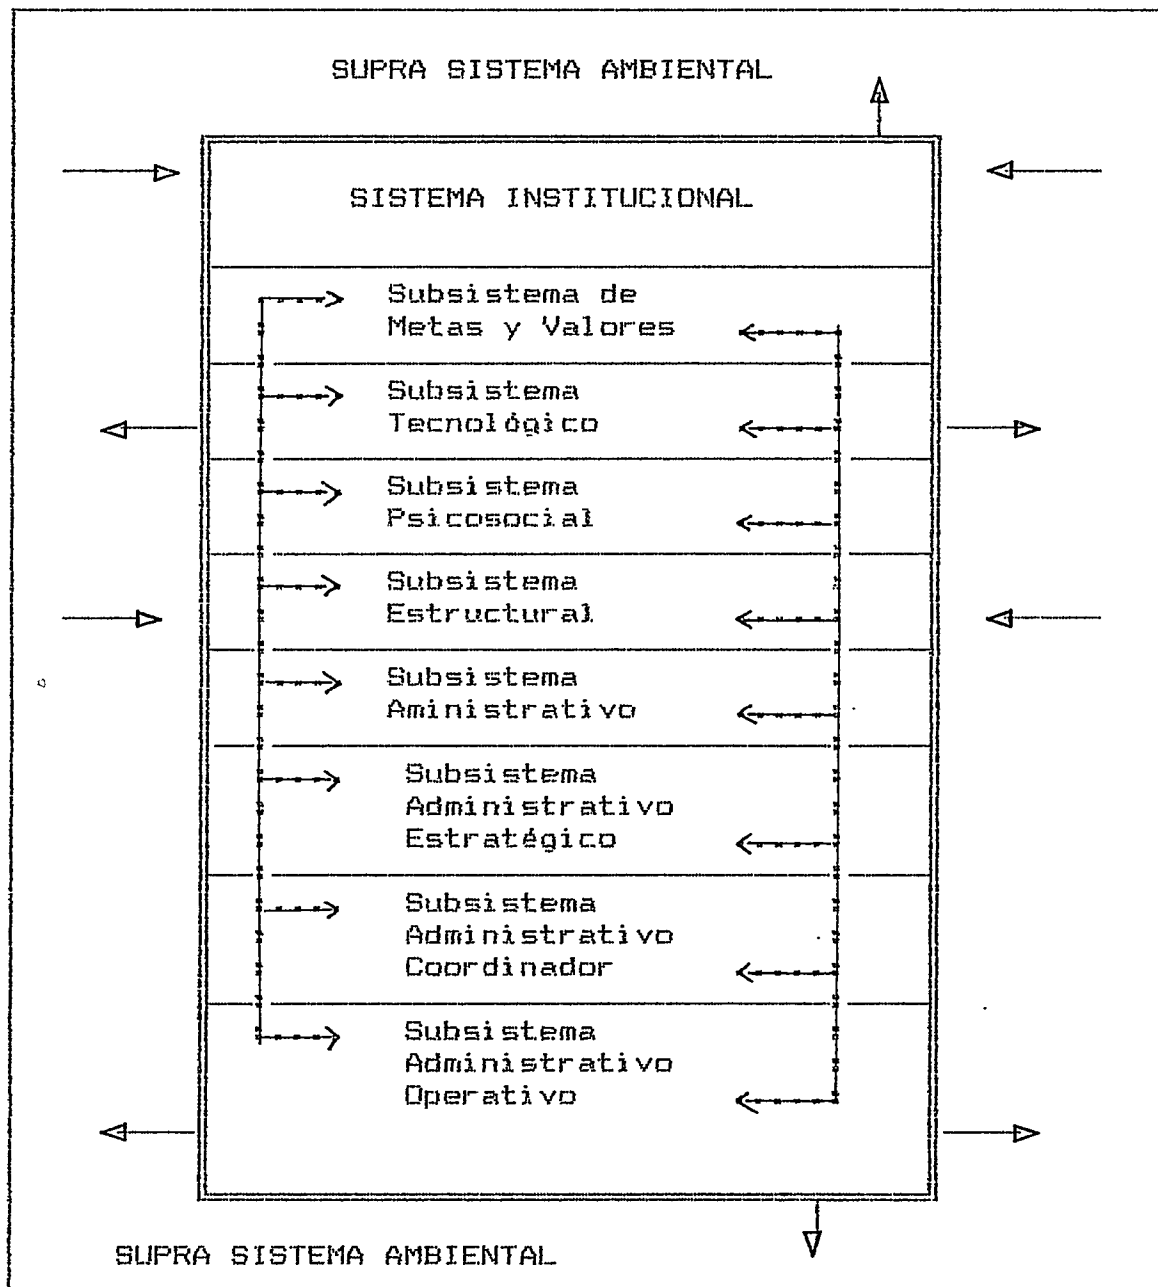 SUPRA SISTEMA AMBIENTAL
SISTEMA INSTITUCIONAL
Subsistema de
Metas y Valores
Subsistema
Tecnológico
Subsistema
Psicosocial
Subsistema
Estructural
Subsistema
Aministrativo
Subsistema
Administrativo
Estratégico
Subsistema
Administrativo
Coordinador
Subsistema
Administrativo
Operativo
SUPRA SISTEMA AMBIENTAL